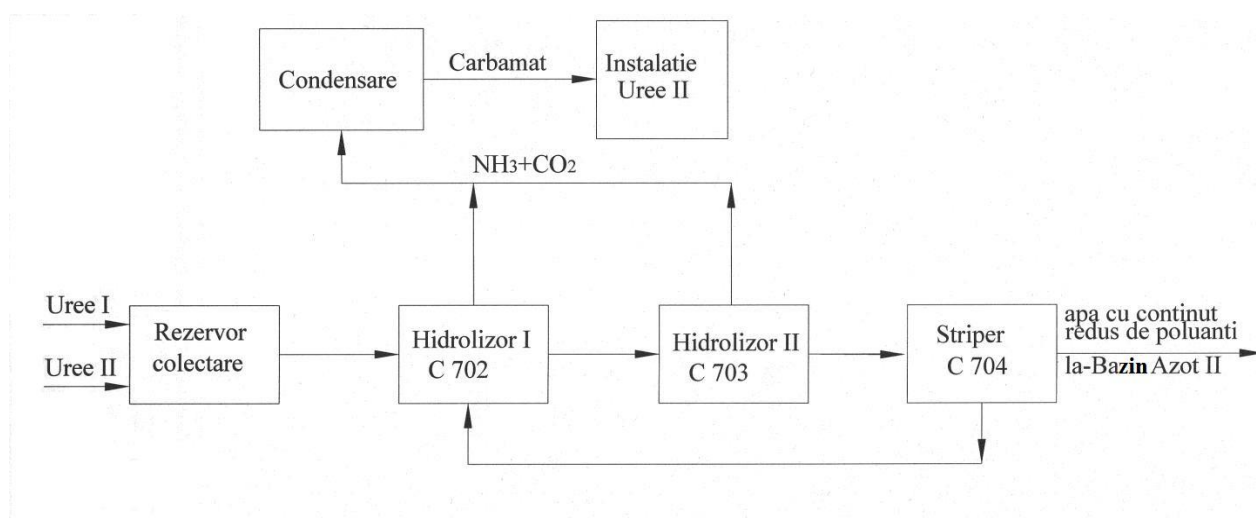 Condensare
Carbamat
Instalatie
Uree II
NH3+CO2
Uree I
Uree II
Rezervor
colectare
Hidrolizor I
C 702
Hidrolizor II
C 703
Striper
C 704
apa cu continut
redus de poluanti
la-Bazin Azot II